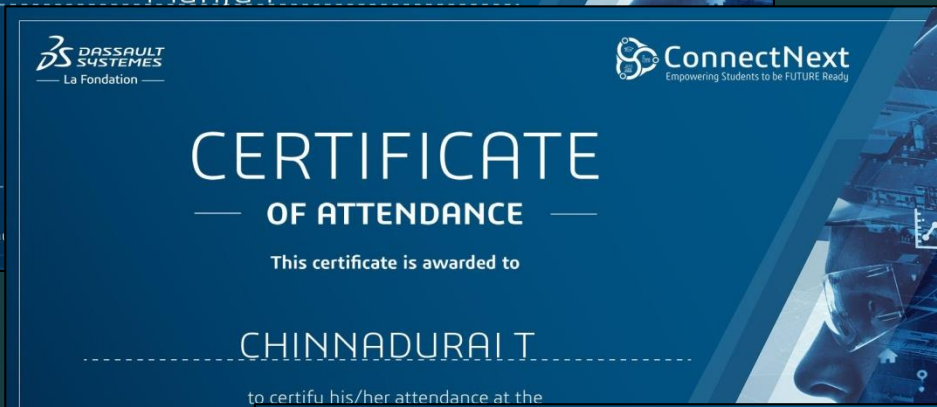 DASSAULT
SYSTEMES
La Fondation
ConnectNext
Empowering Students to be FUTURE Ready
CERTIFICATE
OF ATTENDANCE
This certificate is awarded to
CHINNADURAI T
to certify his/her attendance at the